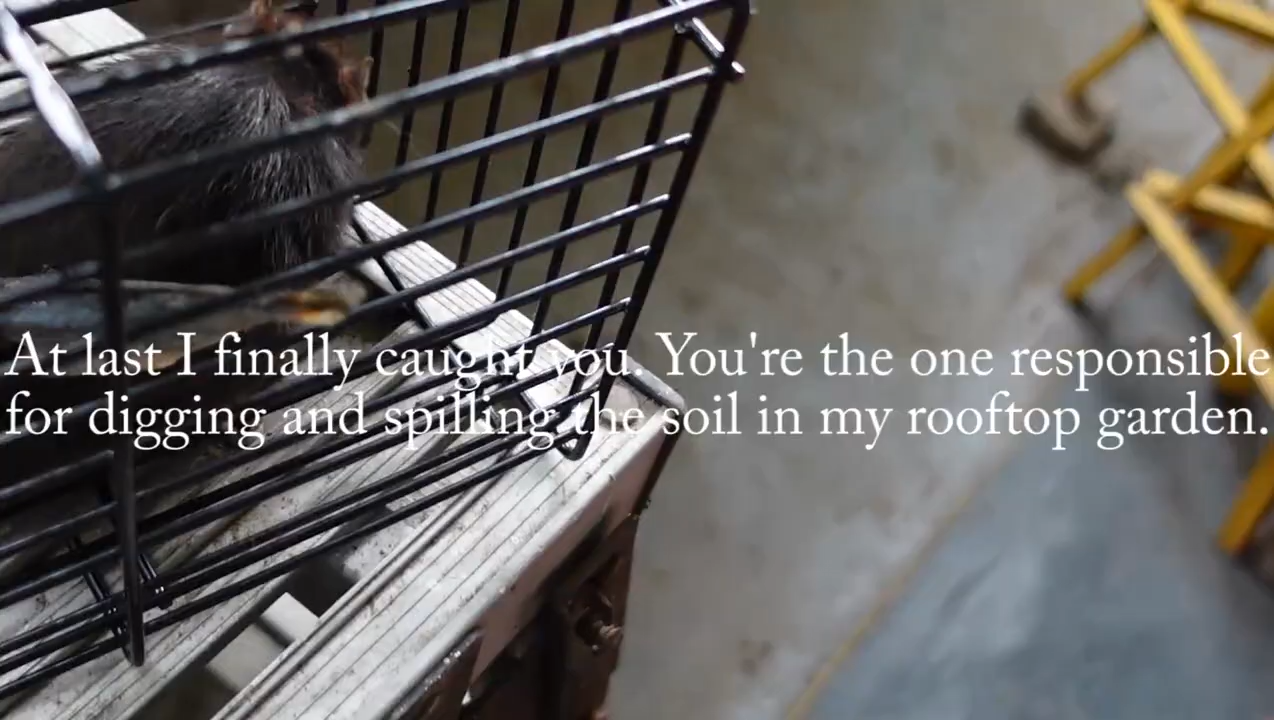 At last I finally caught you. You're the one responsible
for digging and spilling the soil in my rooftop garden.